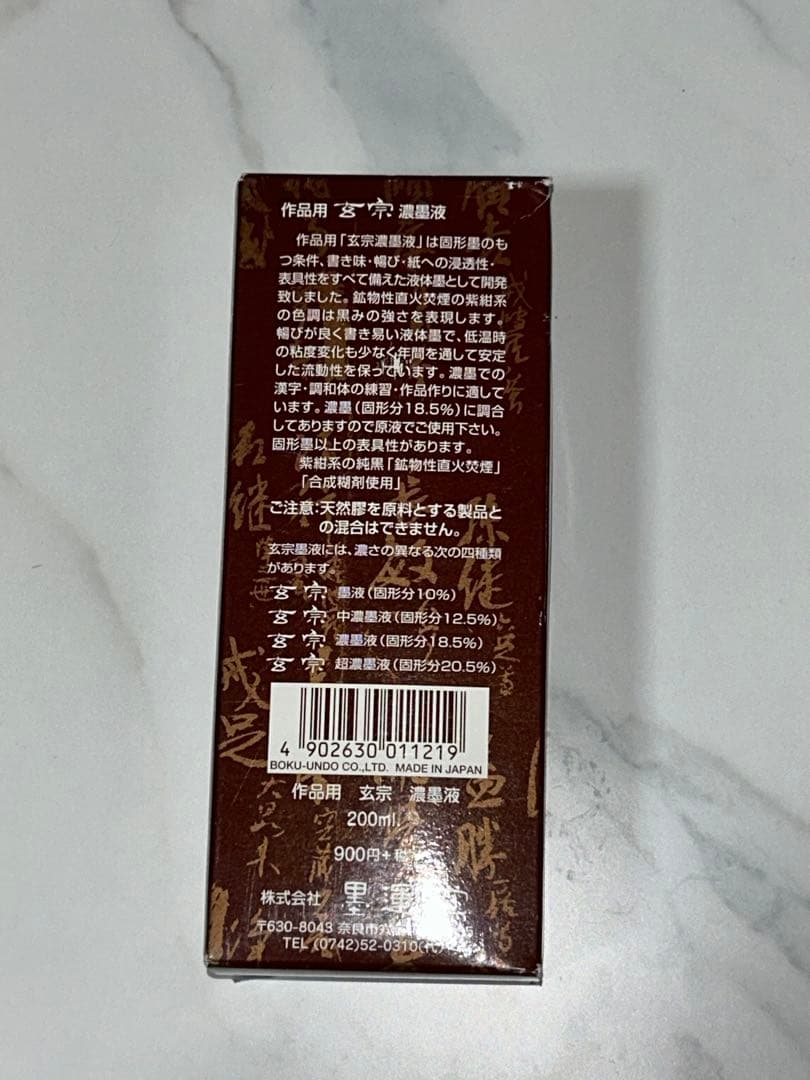 作品用 玄宗 濃墨液
作品用「玄宗濃墨液」は固形墨のも
つ条件、書き味・暢び・紙への浸透性・
表具性をすべて備えた液体墨として開発
致しました。鉱物性直火焚煙の紫紺系
の色調は黒みの強さを表現します。
暢びが良く書き易い液体墨で、低温時
の粘度変化も少なく年間を通して安定
した流動性を保っています。濃墨での
漢字・調和体の練習・作品作りに適して
います。濃墨(固形分18.5%)に調合
してありますので原液でご使用下さい。
固形墨以上の表具性があります。
紫紺系の純黒「鉱物性直火焚煙」
「合成糊剤使用」
ご注意:天然膠を原料とする製品と
の混合はできません。
玄宗墨液には、濃さの異なる次の四種類
があります。
玄宗 墨液(固形分10%)
玄宗 中濃墨液(固形分12.5%)
玄宗 濃墨液(固形分18.5%)
玄宗 超濃墨液(固形分20.5%)
4 902630 011219
BOKU-UNDO CO.,LTD. MADE IN JAPAN
作品用 玄宗 濃墨液
200ml.
900円+税
株式会社 墨運
〒630-8043 奈良市六
TEL (0742)52-0310(代)